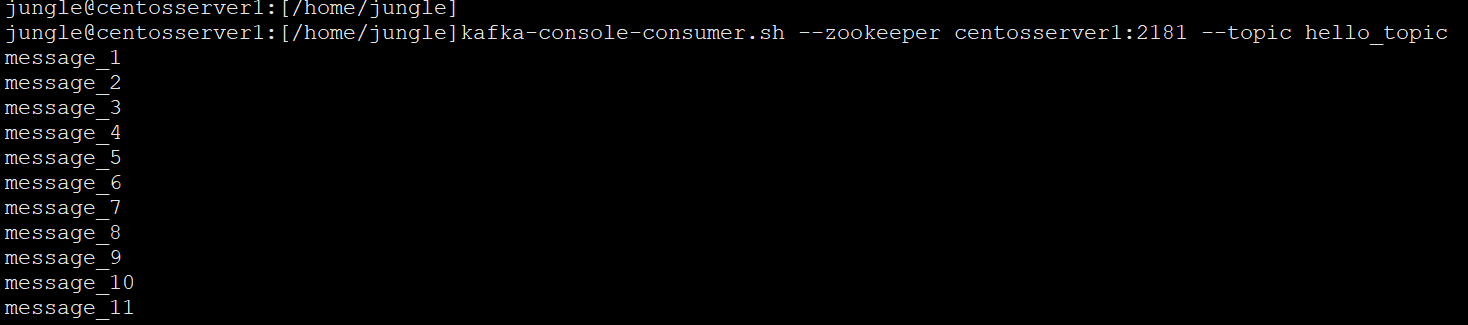 jungle@centosserver1:[/home/jungle]
jungle@centosserver1:[/home/jungle]kafka-console-consumer.sh --zookeeper centosserver1:2181 --topic hello_topic
message_1
message_2
message_3
message_4
message_5
message_6
message_7
message_8
message_9
message_10
message_11